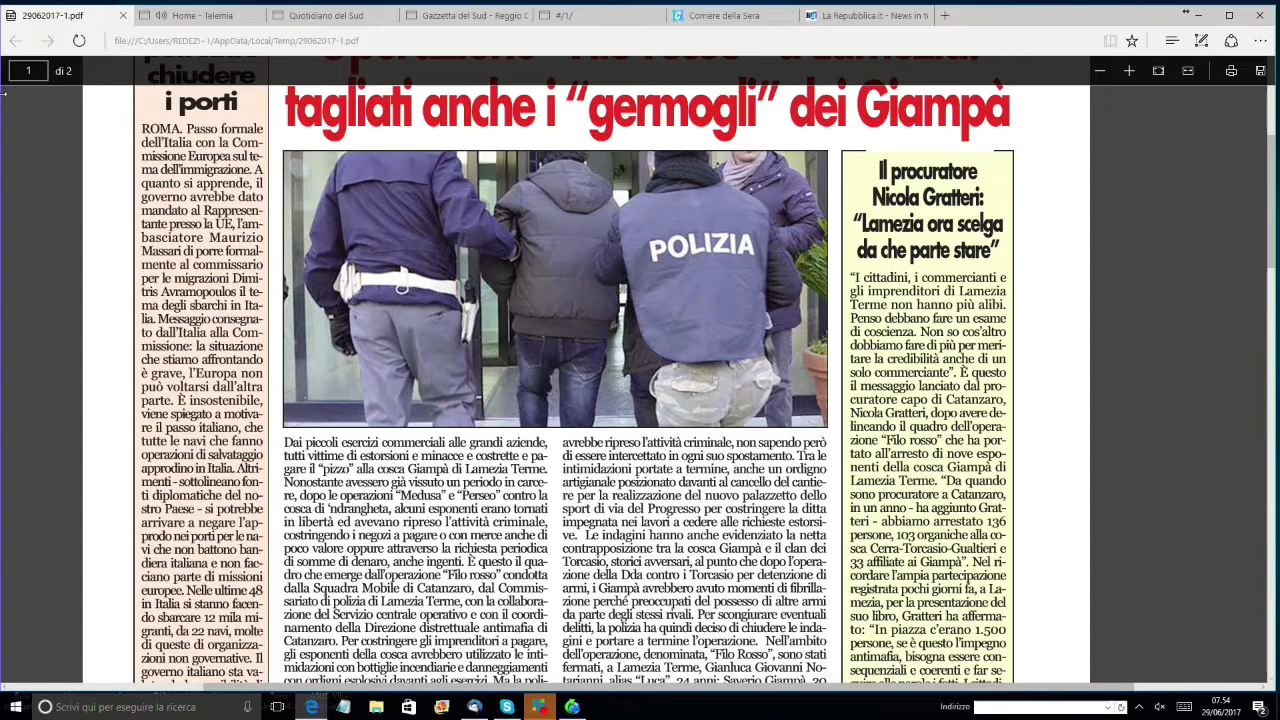 29062017-1.pdf
Udm - Home
Quotidiano del Sud
Gazzetta del Sud - Reggio C
#/1/
Corriere della Sera
La Repubblica.it - News in t
file:///C:/Users/REDEZI~1/AppData/Local/Temp/29062017-1.pdf
1 di 2
chiudere
i porti
ROMA. Passo formale
dell'Italia con la Com-
missione Europea sul te-
ma dell'immigrazione. A
quanto si apprende, il
governo avrebbe dato
mandato al Rappresen-
tante presso la UE, l'am-
basciatore Maurizio
Massari di porre formal-
mente al commissario
per le migrazioni Dimi-
tris Avramopoulos il te-
ma degli sbarchi in Ita-
lia. Messaggio consegna-
to dall'Italia alla Com-
missione: la situazione
che stiamo affrontando
è grave, l'Europa non
può voltarsi dall'altra
parte. È insostenibile,
viene spiegato a motiva-
re il passo italiano, che
tutte le navi che fanno
operazioni di salvataggio
approdino in Italia. Altri-
menti - sottolineano fon-
ti diplomatiche del no-
stro Paese - si potrebbe
arrivare a negare l'ap-
prodo nei porti per le na-
vi che non battono ban-
diera italiana e non fac-
ciano parte di missioni
europee. Nelle ultime 48
in Italia si stanno facen-
do sbarcare 12 mila mi-
granti, da 22 navi, molte
di queste di organizza-
zioni non governative. Il
governo italiano sta va-
tagliati anche i “germogli” dei Giampà
POLIZIA
Dai piccoli esercizi commerciali alle grandi aziende,
tutti vittime di estorsioni e minacce e costrette e pa-
gare il “pizzo” alla cosca Giampà di Lamezia Terme.
Nonostante avessero già vissuto un periodo in carce-
re, dopo le operazioni “Medusa” e “Perseo” contro la
cosca di 'ndrangheta, alcuni esponenti erano tornati
in libertà ed avevano ripreso l'attività criminale,
costringendo i negozi a pagare o con merce anche di
poco valore oppure attraverso la richiesta periodica
di somme di denaro, anche ingenti. È questo il qua-
dro che emerge dall'operazione “Filo rosso” condotta
dalla Squadra Mobile di Catanzaro, dal Commis-
sariato di polizia di Lamezia Terme, con la collabora-
zione del Servizio centrale operativo e con il coordi-
namento della Direzione distrettuale antimafia di
Catanzaro. Per costringere gli imprenditori a pagare,
gli esponenti della cosca avrebbero utilizzato le inti-
midazioni con bottiglie incendiarie e danneggiamenti
con ordigni esplosivi davanti agli esercizi. Ma la poli-
avrebbe ripreso l'attività criminale, non sapendo però
di essere intercettato in ogni suo spostamento. Tra le
intimidazioni portate a termine, anche un ordigno
artigianale posizionato davanti al cancello del cantie-
re per la realizzazione del nuovo palazzetto dello
sport di via del Progresso per costringere la ditta
impegnata nei lavori a cedere alle richieste estorsi-
ve. Le indagini hanno anche evidenziato la netta
contrapposizione tra la cosca Giampà e il clan dei
Torcasio, storici avversari, al punto che dopo l'opera-
zione della Dda contro i Torcasio per detenzione di
armi, i Giampà avrebbero avuto momenti di fibrilla-
zione perché preoccupati del possesso di altre armi
da parte degli stessi rivali. Per scongiurare eventuali
delitti, la polizia ha quindi deciso di chiudere le inda-
gini e portare a termine l'operazione. Nell'ambito
dell'operazione, denominata, “Filo Rosso”, sono stati
fermati, a Lamezia Terme, Gianluca Giovanni No-
tarianni, alias “Luca”, 34 anni; Saverio Giampà, 30
Il procuratore
Nicola Gratteri:
“Lamezia ora scelga
da che parte stare”
“I cittadini, i commercianti e
gli imprenditori di Lamezia
Terme non hanno più alibi.
Penso debbano fare un esame
di coscienza. Non so cos'altro
dobbiamo fare di più per meri-
tare la credibilità anche di un
solo commerciante”. È questo
il messaggio lanciato dal pro-
curatore capo di Catanzaro,
Nicola Gratteri, dopo avere de-
lineando il quadro dell'opera-
zione “Filo rosso” che ha por-
tato all'arresto di nove espo-
nenti della cosca Giampà di
Lamezia Terme. “Da quando
sono procuratore a Catanzaro,
in un anno - ha aggiunto Grat-
teri - abbiamo arrestato 136
persone, 103 organiche alla co-
sca Cerra-Torcasio-Gualtieri e
33 affiliate ai Giampà”. Nel ri-
cordare l'ampia partecipazione
registrata pochi giorni fa, a La-
mezia, per la presentazione del
suo libro, Gratteri ha afferma-
to: “In piazza c'erano 1.500
persone, se è questo l'impegno
antimafia, bisogna essere con-
sequenziali e coerenti e far se-
Scrivi qui per eseguire la ricerca
Indirizzo
07.54
29/06/2017